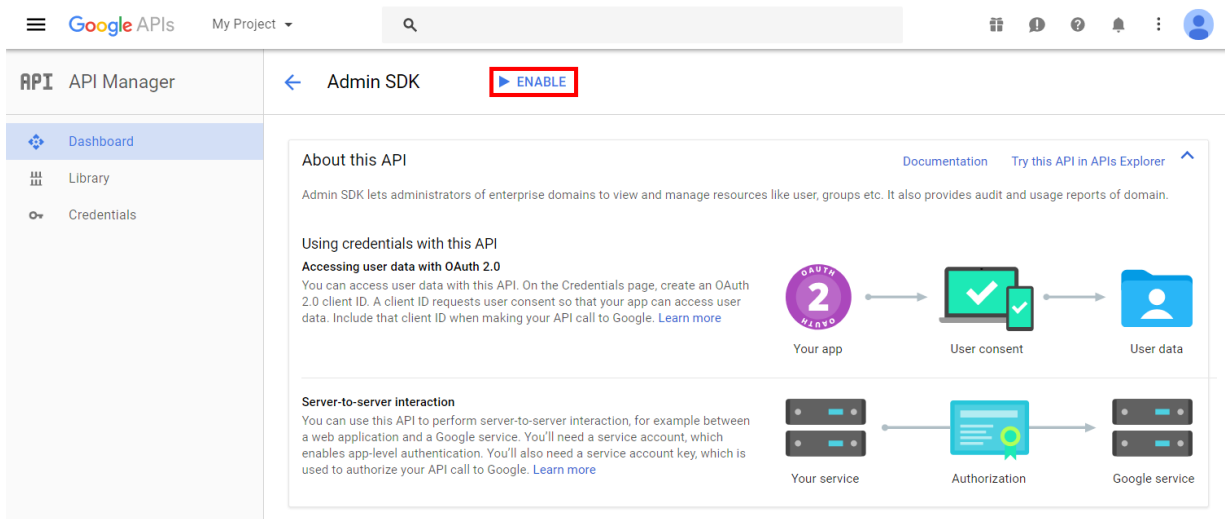 Google APIs My Project
API API Manager
Admin SDK ENABLE
Dashboard
Library
Credentials
About this API Documentation Try this API in APIs Explorer
Admin SDK lets administrators of enterprise domains to view and manage resources like user, groups etc. It also provides audit and usage reports of domain.
Using credentials with this API
Accessing user data with OAuth 2.0
You can access user data with this API. On the Credentials page, create an OAuth
2.0 client ID. A client ID requests user consent so that your app can access user
data. Include that client ID when making your API call to Google. Learn more
OAUTH
2
OAUTH
Your app User consent User data
Server-to-server interaction
You can use this API to perform server-to-server interaction, for example between
a web application and a Google service. You'll need a service account, which
enables app-level authentication. You'll also need a service account key, which is
used to authorize your API call to Google. Learn more
Your service Authorization Google service